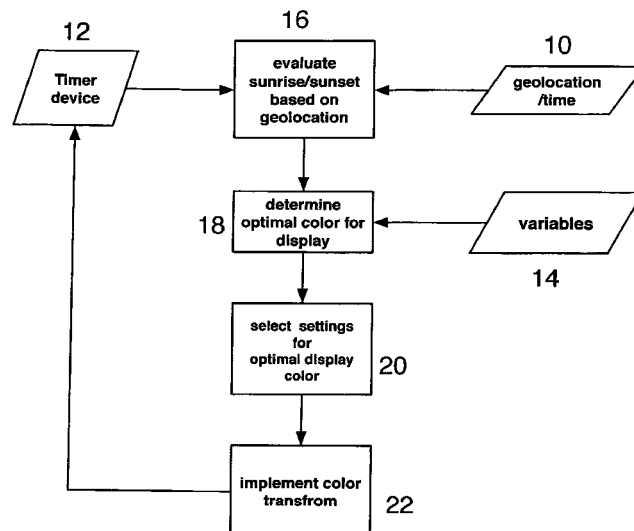 12
16
10
Timer
device
evaluate
sunrise/sunset
based on
geolocation
geolocation
/time
18
determine
optimal color for
display
variables
14
select settings
for
optimal display
color
20
implement color
transfrom
22